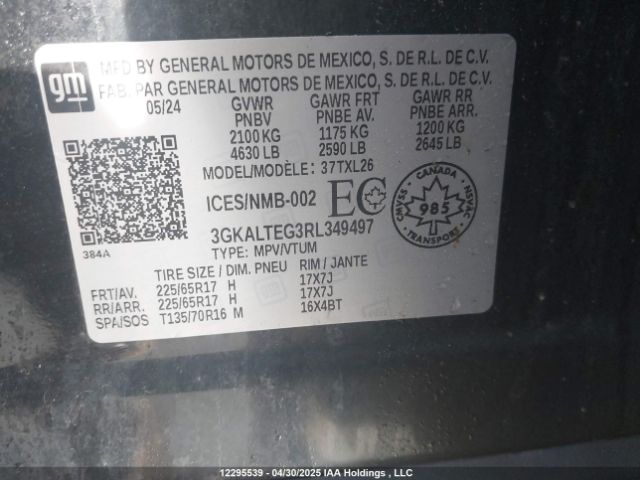 gm
MFD BY GENERAL MOTORS DE MEXICO, S. DE R.L. DE C.V.
FAB. PAR GENERAL MOTORS DE MEXICO, S. DE R.L. DE C.V.
05/24 GVWR GAWR FRT GAWR RR
PNBV PNBE AV. PNBE ARR.
2100 KG 1175 KG 1200 KG
4630 LB 2590 LB 2645 LB
MODEL/MODÈLE: 37TXL26
ICES/NMB-002 EC
CANADA
CMVSS 985 NSVAC
TRANSPORT
3GKALTEG3RL349497
384A TYPE: MPV/VTUM
TIRE SIZE / DIM. PNEU RIM / JANTE
FRT/AV. 225/65R17 H 17X7J
RR/ARR. 225/65R17 H 17X7J
SPA/SOS T135/70R16 M 16X4BT
12295539 - 04/30/2025 IAA Holdings , LLC